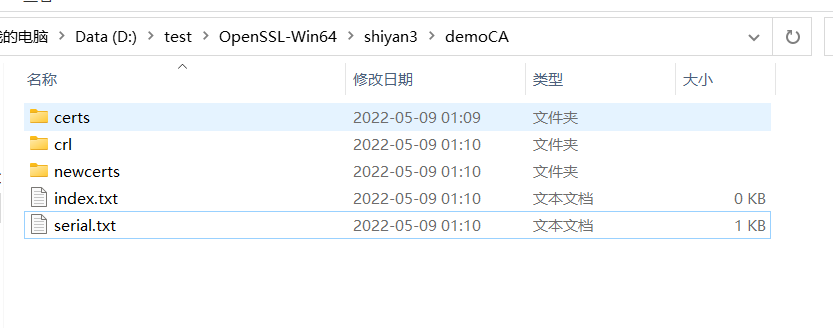 我的电脑 > Data (D:) > test > OpenSSL-Win64 > shiyan3 > demoCA
名称 修改日期 类型 大小
certs 2022-05-09 01:09 文件夹
crl 2022-05-09 01:10 文件夹
newcerts 2022-05-09 01:10 文件夹
index.txt 2022-05-09 01:10 文本文档 0 KB
serial.txt 2022-05-09 01:10 文本文档 1 KB